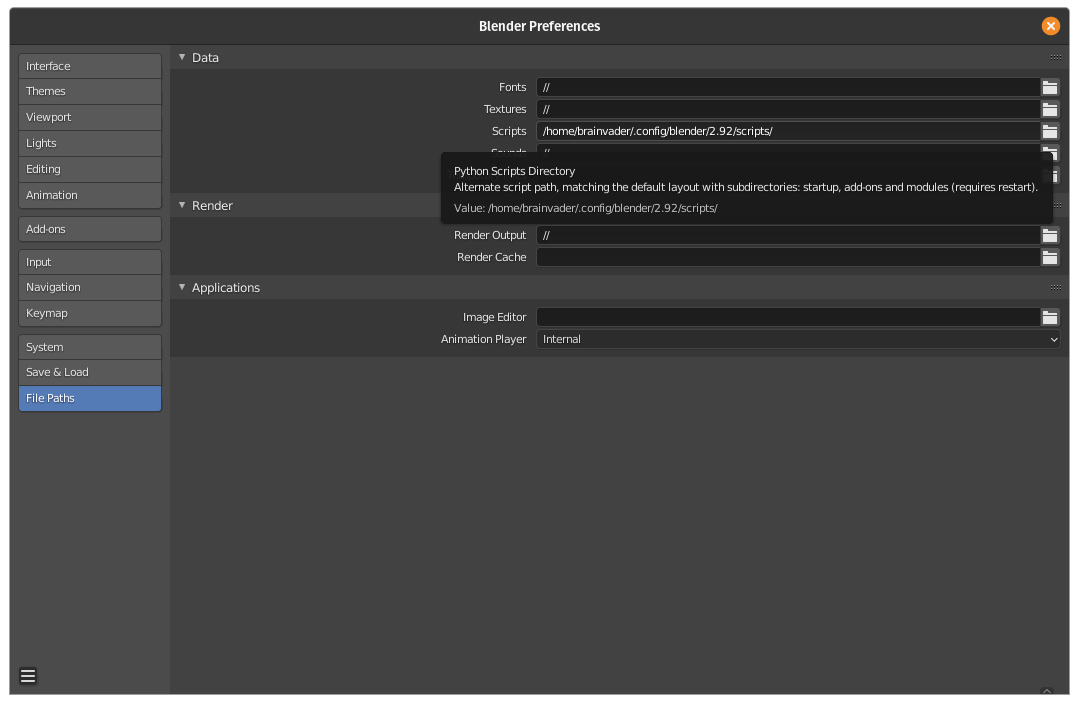 Blender Preferences
Interface
Themes
Viewport
Lights
Editing
Animation
Add-ons
Input
Navigation
Keymap
System
Save & Load
File Paths
Data
Fonts //
Textures //
Scripts /home/brainvader/.config/blender/2.92/scripts/
Python Scripts Directory
Alternate script path, matching the default layout with subdirectories: startup, add-ons and modules (requires restart).
Value: /home/brainvader/.config/blender/2.92/scripts/
Render
Render Output //
Render Cache
Applications
Image Editor
Animation Player Internal